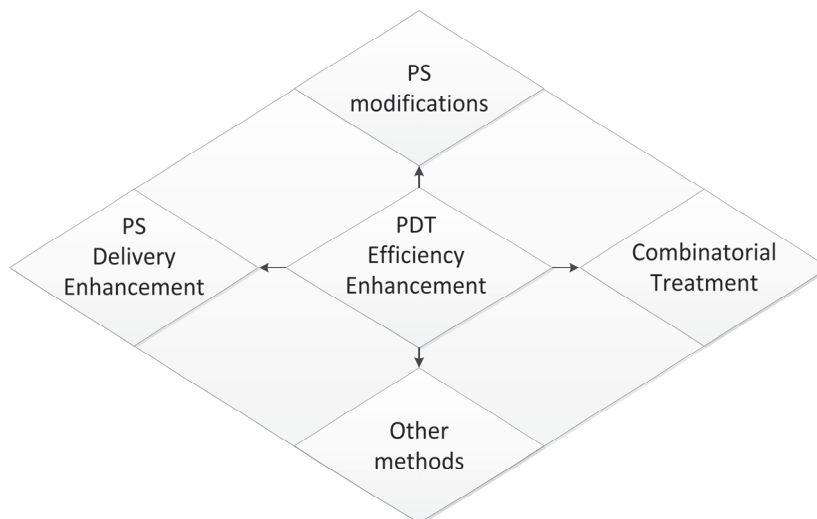 PS
modifications
PS
Delivery
Enhancement
PDT
Efficiency
Enhancement
Combinatorial
Treatment
Other
methods